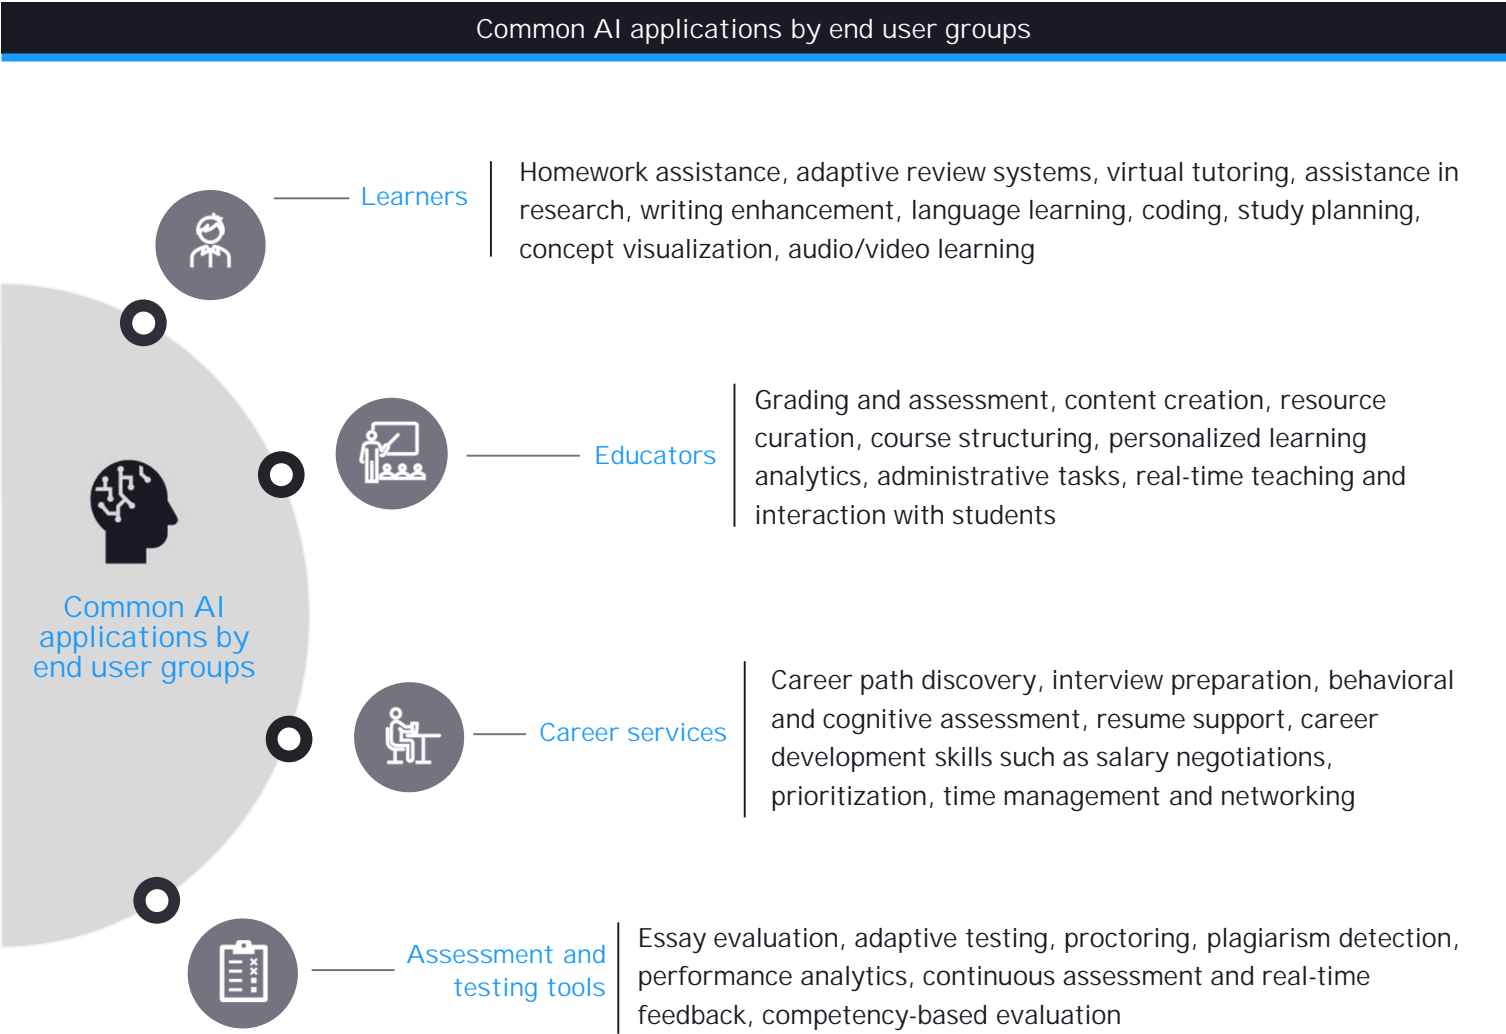 Common AI applications by end user groups
Learners
Homework assistance, adaptive review systems, virtual tutoring, assistance in
research, writing enhancement, language learning, coding, study planning,
concept visualization, audio/video learning
Educators
Grading and assessment, content creation, resource
curation, course structuring, personalized learning
analytics, administrative tasks, real-time teaching and
interaction with students
Common AI
applications by
end user groups
Career services
Career path discovery, interview preparation, behavioral
and cognitive assessment, resume support, career
development skills such as salary negotiations,
prioritization, time management and networking
Assessment and
testing tools
Essay evaluation, adaptive testing, proctoring, plagiarism detection,
performance analytics, continuous assessment and real-time
feedback, competency-based evaluation